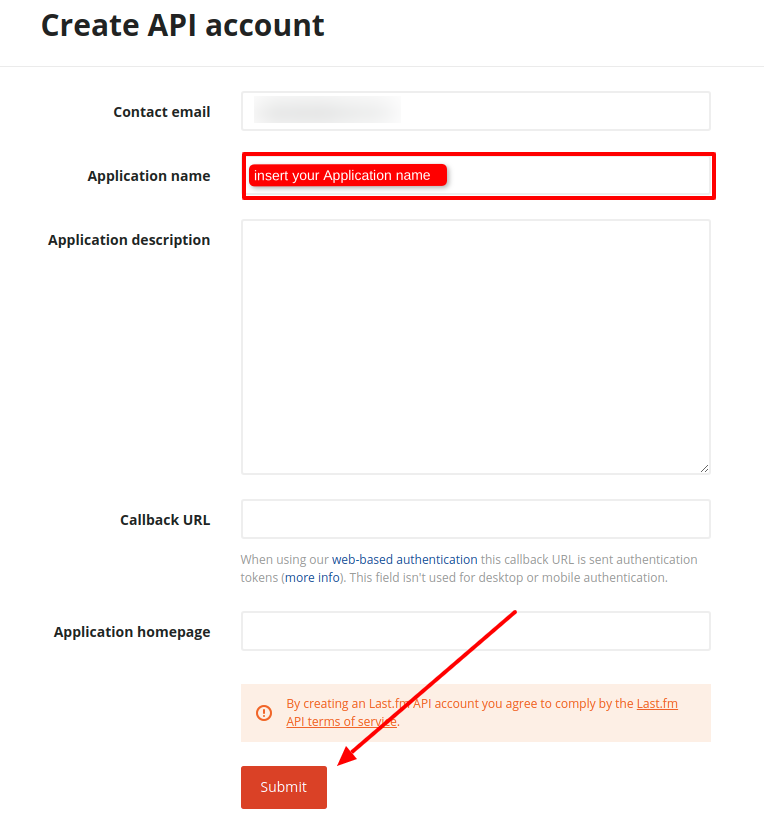 Create API account
Contact email
Application name
insert your Application name
Application description
Callback URL
When using our web-based authentication this callback URL is sent authentication
tokens (more info). This field isn't used for desktop or mobile authentication.
Application homepage
By creating an Last.fm API account you agree to comply by the Last.fm
API terms of service.
Submit